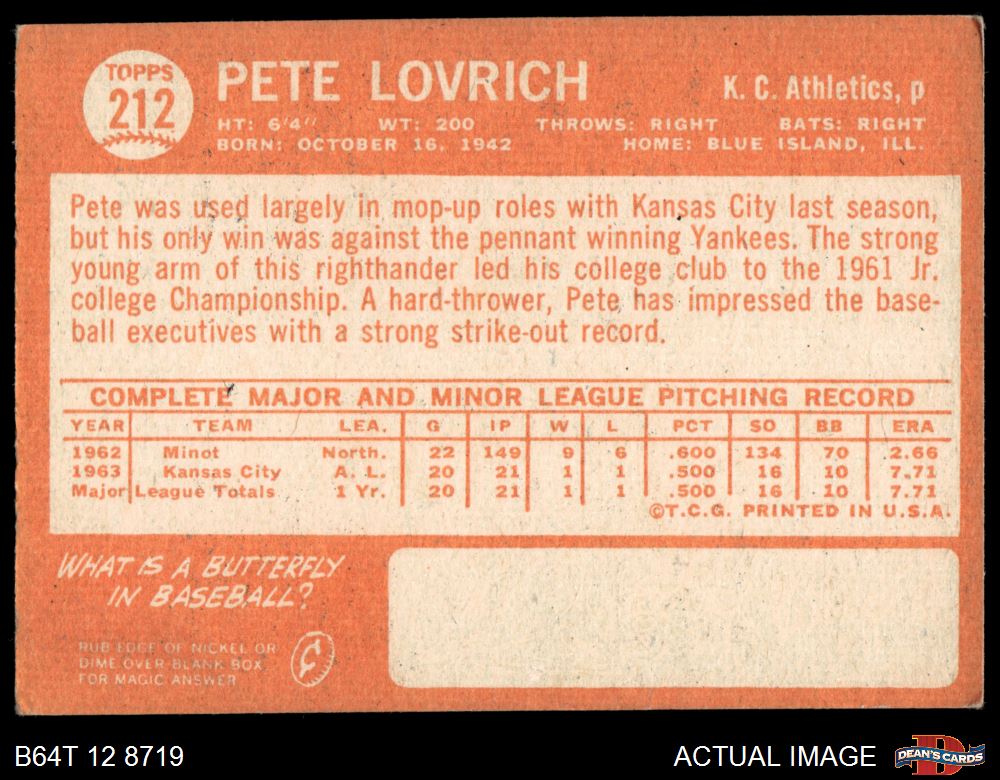 TOPPS
212
PETE LOVRICH
K. C. Athletics, p
HT: 6'4" WT: 200 THROWS: RIGHT BATS: RIGHT
BORN: OCTOBER 16, 1942 HOME: BLUE ISLAND, ILL.
Pete was used largely in mop-up roles with Kansas City last season,
but his only win was against the pennant winning Yankees. The strong
young arm of this righthander led his college club to the 1961 Jr.
college Championship. A hard-thrower, Pete has impressed the base-
ball executives with a strong strike-out record.
COMPLETE MAJOR AND MINOR LEAGUE PITCHING RECORD
YEAR TEAM LEA. G IP W L PCT SO BB ERA
1962 Minot North. 22 149 9 6 .600 134 70 2.66
1963 Kansas City A. L. 20 21 1 1 .500 16 10 7.71
Major League Totals 1 Yr. 20 21 1 1 .500 16 10 7.71
©T.C.G. PRINTED IN U.S.A.
WHAT IS A BUTTERFLY
IN BASEBALL?
RUB EDGE OF NICKEL OR
DIME OVER BLANK BOX
FOR MAGIC ANSWER
B64T 12 8719
ACTUAL IMAGE
DEAN'S CARDS